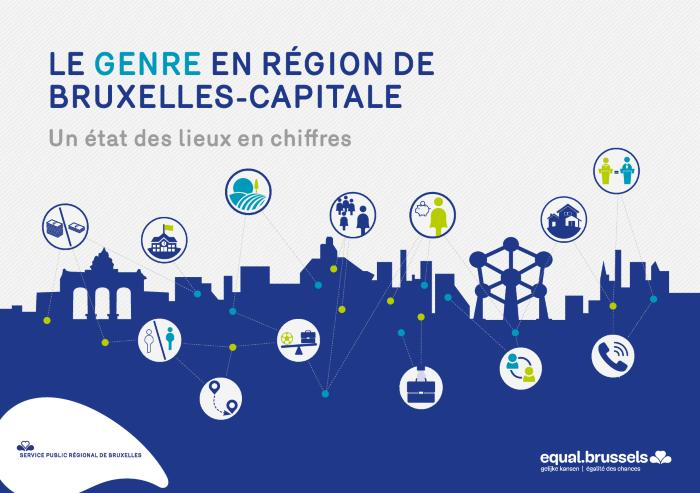 LE GENRE EN RÉGION DE
BRUXELLES-CAPITALE
Un état des lieux en chiffres
SERVICE PUBLIC RÉGIONAL DE BRUXELLES
equal.brussels
gelijke kansen | égalité des chances